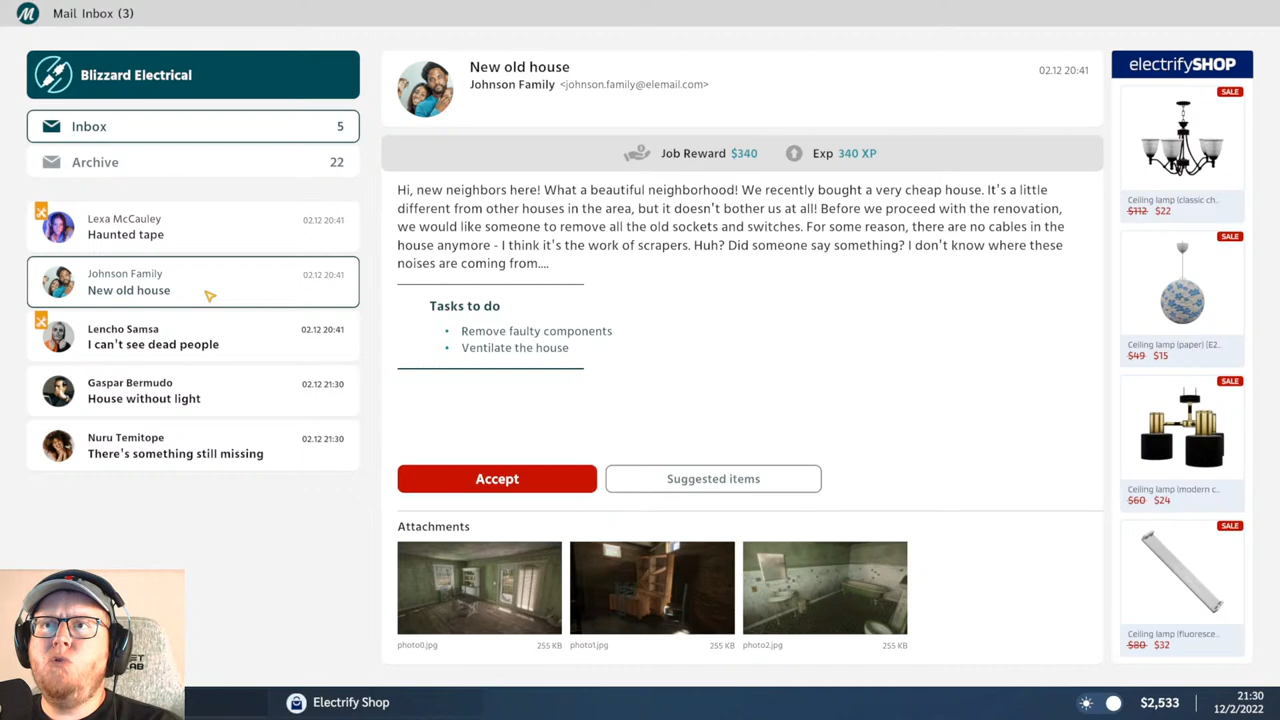 Mail Inbox (3)
Blizzard Electrical
Inbox 5
Archive 22
Lexa McCauley 02.12 20:41
Haunted tape
Johnson Family 02.12 20:41
New old house
Lencho Samsa 02.12 20:41
I can't see dead people
Gaspar Bermudo 02.12 21:30
House without light
Nuru Temitope 02.12 21:30
There's something still missing
New old house 02.12 20:41
Johnson Family <johnson.family@elemail.com>
Job Reward $340 Exp 340 XP
Hi, new neighbors here! What a beautiful neighborhood! We recently bought a very cheap house. It's a little
different from other houses in the area, but it doesn't bother us at all! Before we proceed with the renovation,
we would like someone to remove all the old sockets and switches. For some reason, there are no cables in the
house anymore - I think it's the work of scrapers. Huh? Did someone say something? I don't know where these
noises are coming from....
Tasks to do
• Remove faulty components
• Ventilate the house
Accept Suggested items
Attachments
photo0.jpg 255 KB photo1.jpg 255 KB photo2.jpg 255 KB
electrifySHOP
SALE
Ceiling lamp (classic ch..
$112 $22
SALE
Ceiling lamp (paper) [E2..
$49 $15
SALE
Ceiling lamp (modern c..
$60 $24
SALE
Ceiling lamp (fluoresce..
$80 $32
Electrify Shop
$2,533
21:30
12/2/2022